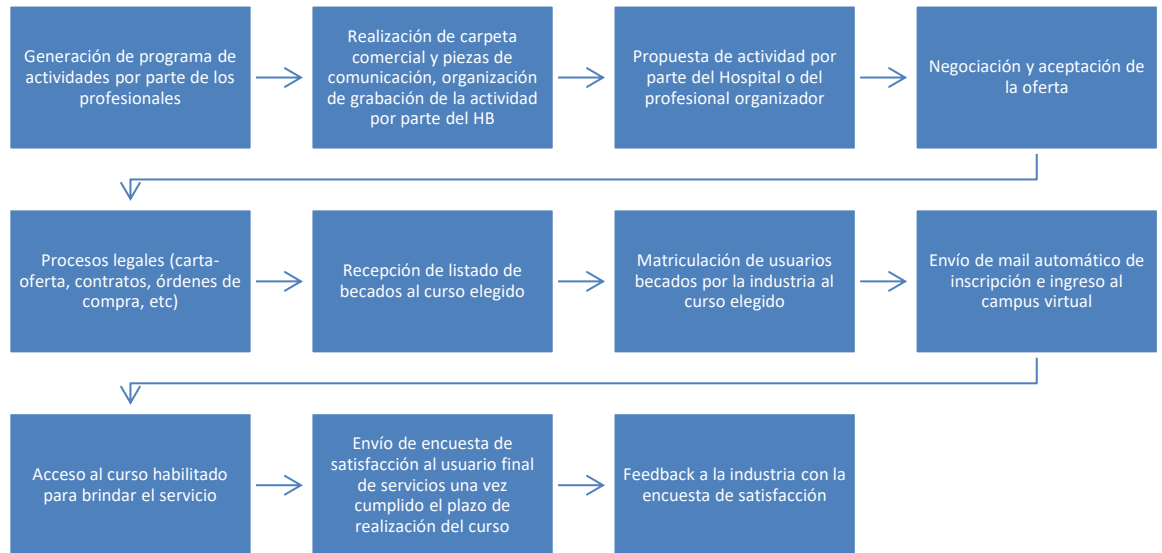 Generación de programa de
actividades por parte de los
profesionales
Realización de carpeta
comercial y piezas de
comunicación, organización
de grabación de la actividad
por parte del HB
Propuesta de actividad por
parte del Hospital o del
profesional organizador
Negociación y aceptación de
la oferta
Procesos legales (carta-
oferta, contratos, órdenes de
compra, etc)
Recepción de listado de
becados al curso elegido
Matriculación de usuarios
becados por la industria al
curso elegido
Envío de mail automático de
inscripción e ingreso al
campus virtual
Acceso al curso habilitado
para brindar el servicio
Envío de encuesta de
satisfacción al usuario final
de servicios una vez
cumplido el plazo de
realización del curso
Feedback a la industria con la
encuesta de satisfacción